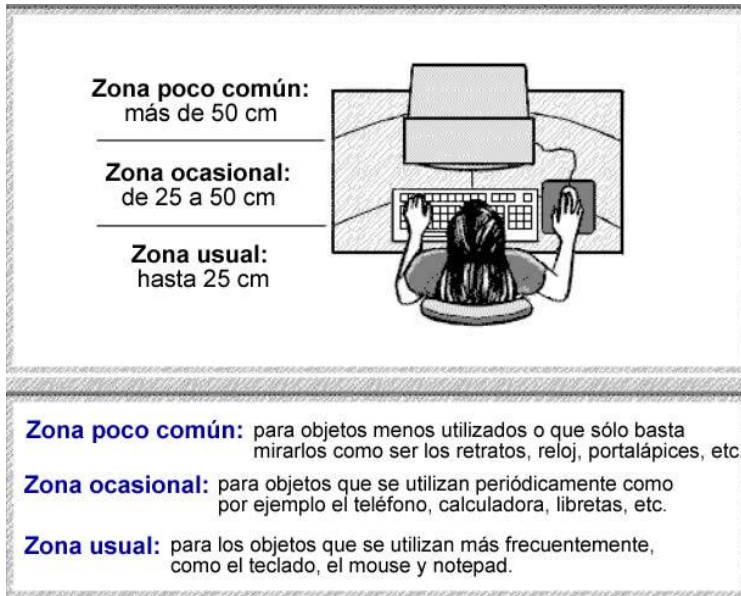 Zona poco común:
más de 50 cm
Zona ocasional:
de 25 a 50 cm
Zona usual:
hasta 25 cm
Zona poco común: para objetos menos utilizados o que sólo basta
mirarlos como ser los retratos, reloj, portalápices, etc.
Zona ocasional: para objetos que se utilizan periódicamente como
por ejemplo el teléfono, calculadora, libretas, etc.
Zona usual: para los objetos que se utilizan más frecuentemente,
como el teclado, el mouse y notepad.